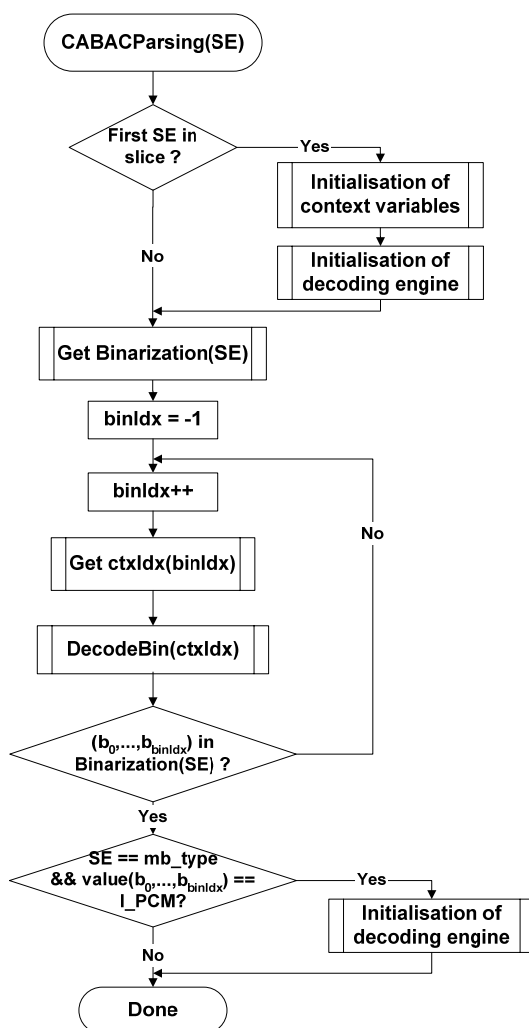 CABACParsing(SE)
First SE in
slice ?
Yes
Initialisation of
context variables
No
Initialisation of
decoding engine
Get Binarization(SE)
binIdx = -1
binIdx++
No
Get ctxIdx(binIdx)
DecodeBin(ctxIdx)
(b0,...,bbinIdx) in
Binarization(SE) ?
Yes
SE == mb_type
&& value(b0,...,bbinIdx) ==
I_PCM?
Yes
Initialisation of
decoding engine
No
Done